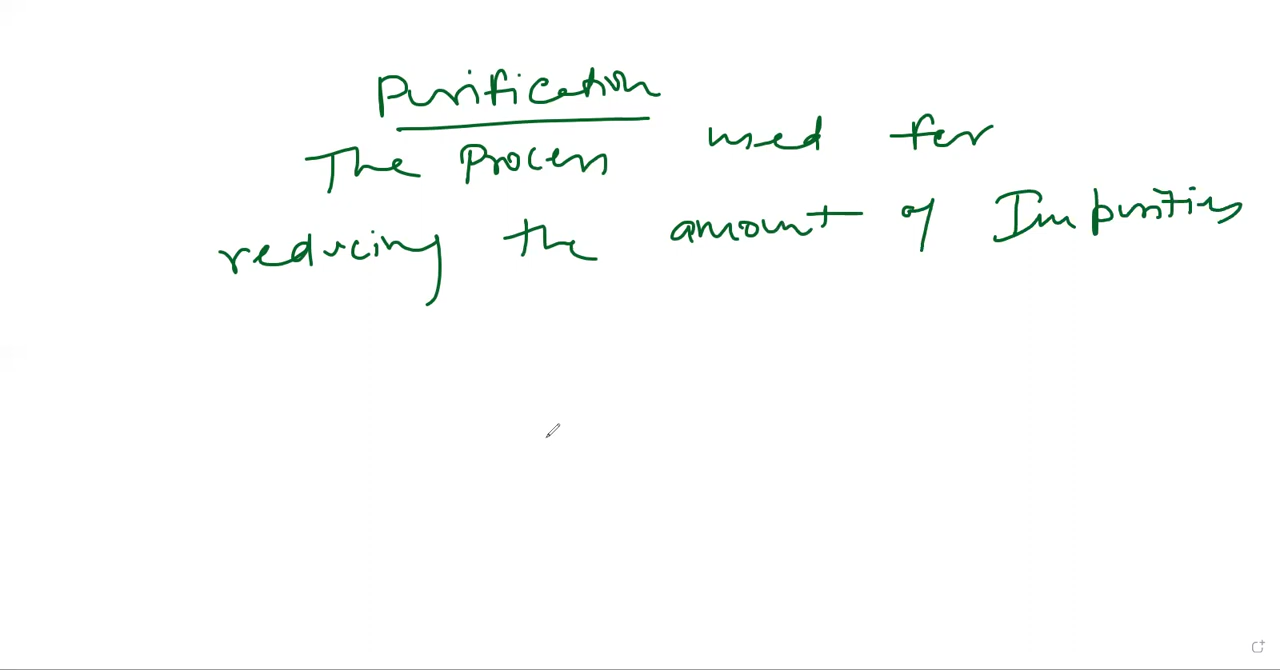 Purification
The Process used for
reducing the amount of Impurities